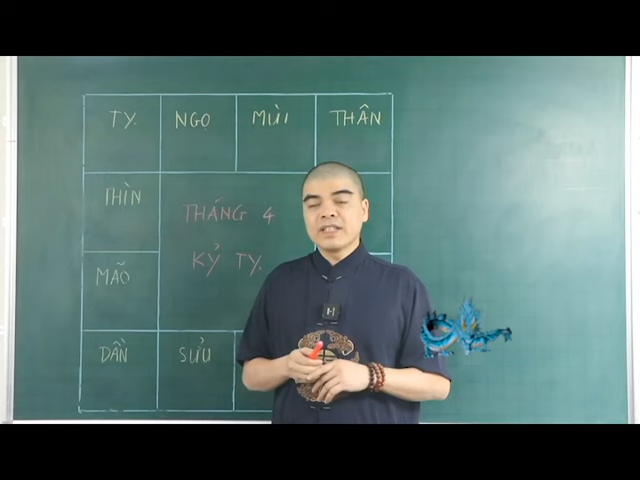 TỴ. NGỌ MÙI THÂN
THÌN
THÁNG 4
KỶ TỴ.
MÃO
DẦN SỬU
H